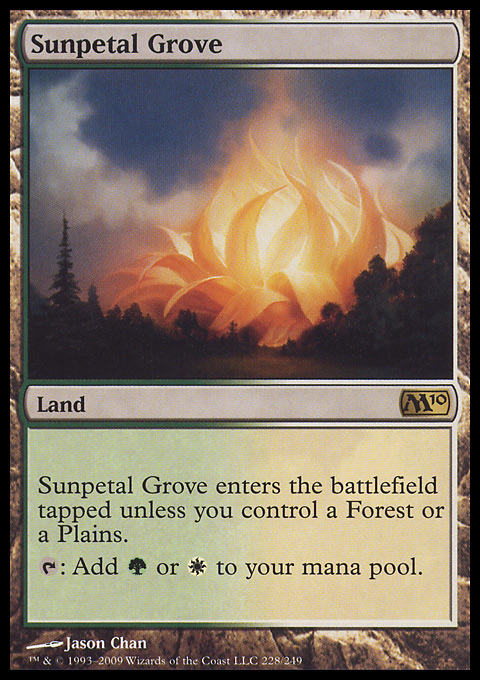 Sunpetal Grove
Land
M10
Sunpetal Grove enters the battlefield
tapped unless you control a Forest or
a Plains.
: Add or to your mana pool.
Jason Chan
™ & © 1993–2009 Wizards of the Coast LLC 228/249